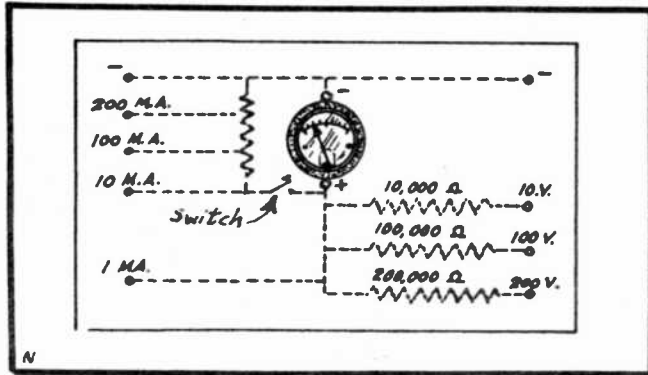 − −
200 M.A.
−
100 M.A.
10 M.A.
+
10,000 Ω 10.V.
Switch
100,000 Ω 100 V.
1 MA.
200,000 Ω 200 V.
N